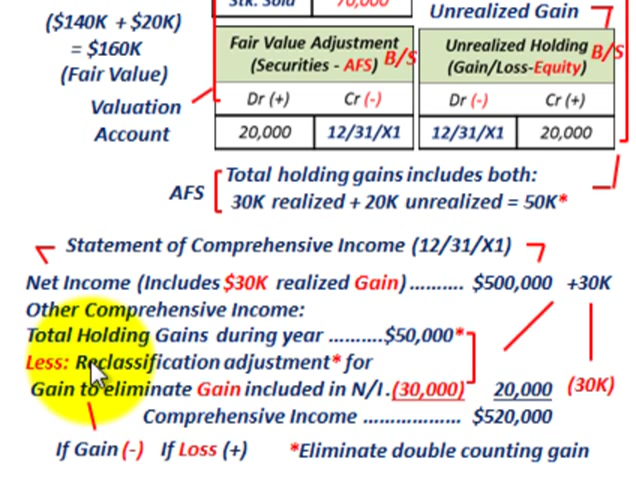 Stk. Sold 70,000
Unrealized Gain
($140K + $20K)
= $160K
(Fair Value)
Valuation
Account
Fair Value Adjustment
(Securities - AFS) B/S
Dr (+) Cr (-)
20,000 12/31/X1
Unrealized Holding B/S
(Gain/Loss-Equity)
Dr (-) Cr (+)
12/31/X1 20,000
AFS
Total holding gains includes both:
30K realized + 20K unrealized = 50K*
Statement of Comprehensive Income (12/31/X1)
Net Income (Includes $30K realized Gain).......... $500,000 +30K
Other Comprehensive Income:
Total Holding Gains during year ..........$50,000*
Less: Reclassification adjustment* for
Gain to eliminate Gain included in N/I.(30,000) 20,000 (30K)
Comprehensive Income .................... $520,000
If Gain (-) If Loss (+) *Eliminate double counting gain